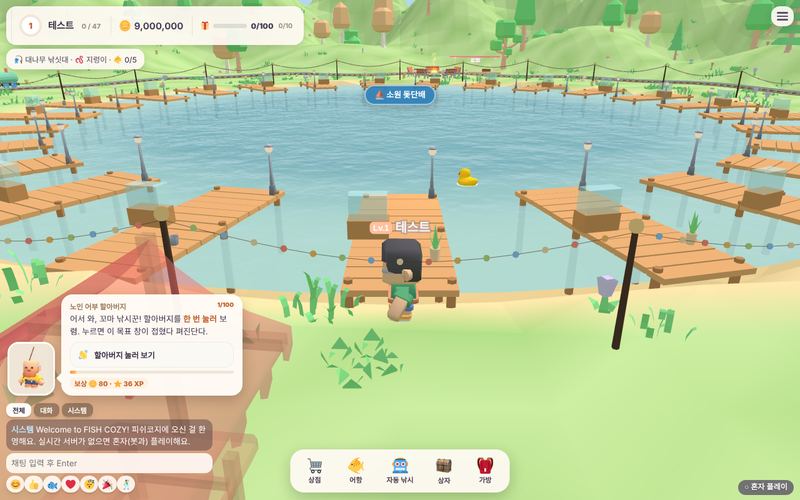 1 테스트 0 / 47 9,000,000 0/100 0/10
대나무 낚싯대 · 지렁이 · 0/5
소원 돛단배
Lv.1 테스트
노인 어부 할아버지 1/100
어서 와, 꼬마 낚시꾼! 할아버지를 한 번 눌러 보
렴. 누르면 이 목표 창이 접혔다 펴진단다.
할아버지 눌러 보기
보상 80 · 36 XP
전체 대화 시스템
시스템 Welcome to FISH COZY! 피쉬코지에 오신 걸 환
영해요. 실시간 서버가 없으면 혼자(봇과) 플레이해요.
채팅 입력 후 Enter
상점 어항 자동 낚시 상자 가방
혼자 플레이